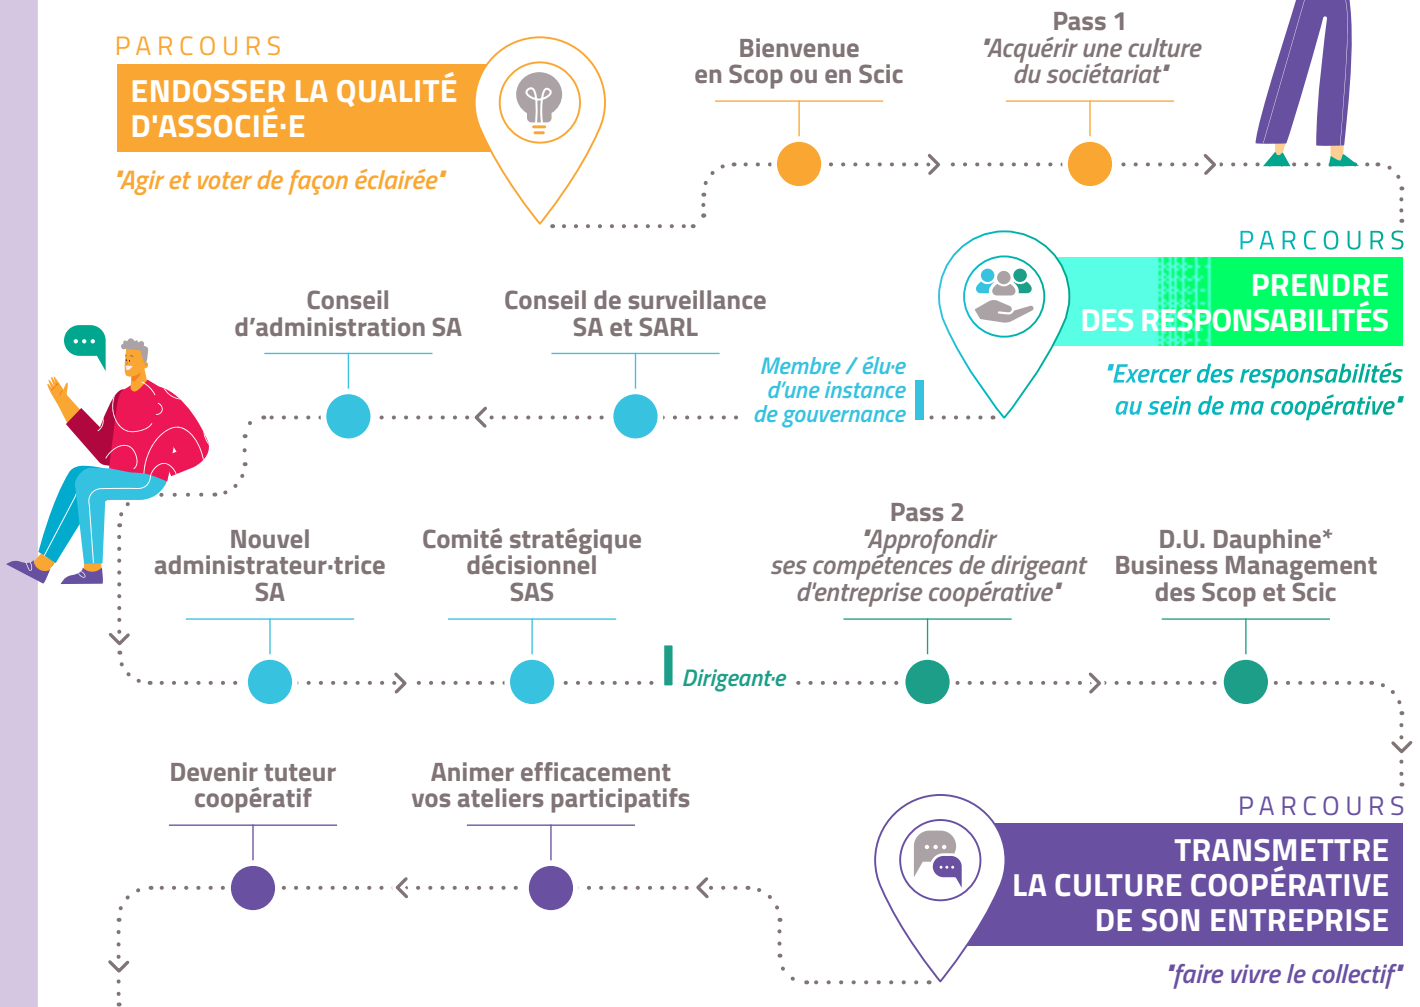 PARCOURS
ENDOSSER LA QUALITÉ
D'ASSOCIÉ·E
"Agir et voter de façon éclairée"
Bienvenue
en Scop ou en Scic
Pass 1
"Acquérir une culture
du sociétariat"
PARCOURS
PRENDRE
DES RESPONSABILITÉS
"Exercer des responsabilités
au sein de ma coopérative"
Membre / élu·e
d'une instance
de gouvernance
Conseil de surveillance
SA et SARL
Conseil
d'administration SA
Nouvel
administrateur·trice
SA
Comité stratégique
décisionnel
SAS
Dirigeant·e
Pass 2
"Approfondir
ses compétences de dirigeant
d'entreprise coopérative"
D.U. Dauphine*
Business Management
des Scop et Scic
PARCOURS
TRANSMETTRE
LA CULTURE COOPÉRATIVE
DE SON ENTREPRISE
"faire vivre le collectif"
Animer efficacement
vos ateliers participatifs
Devenir tuteur
coopératif